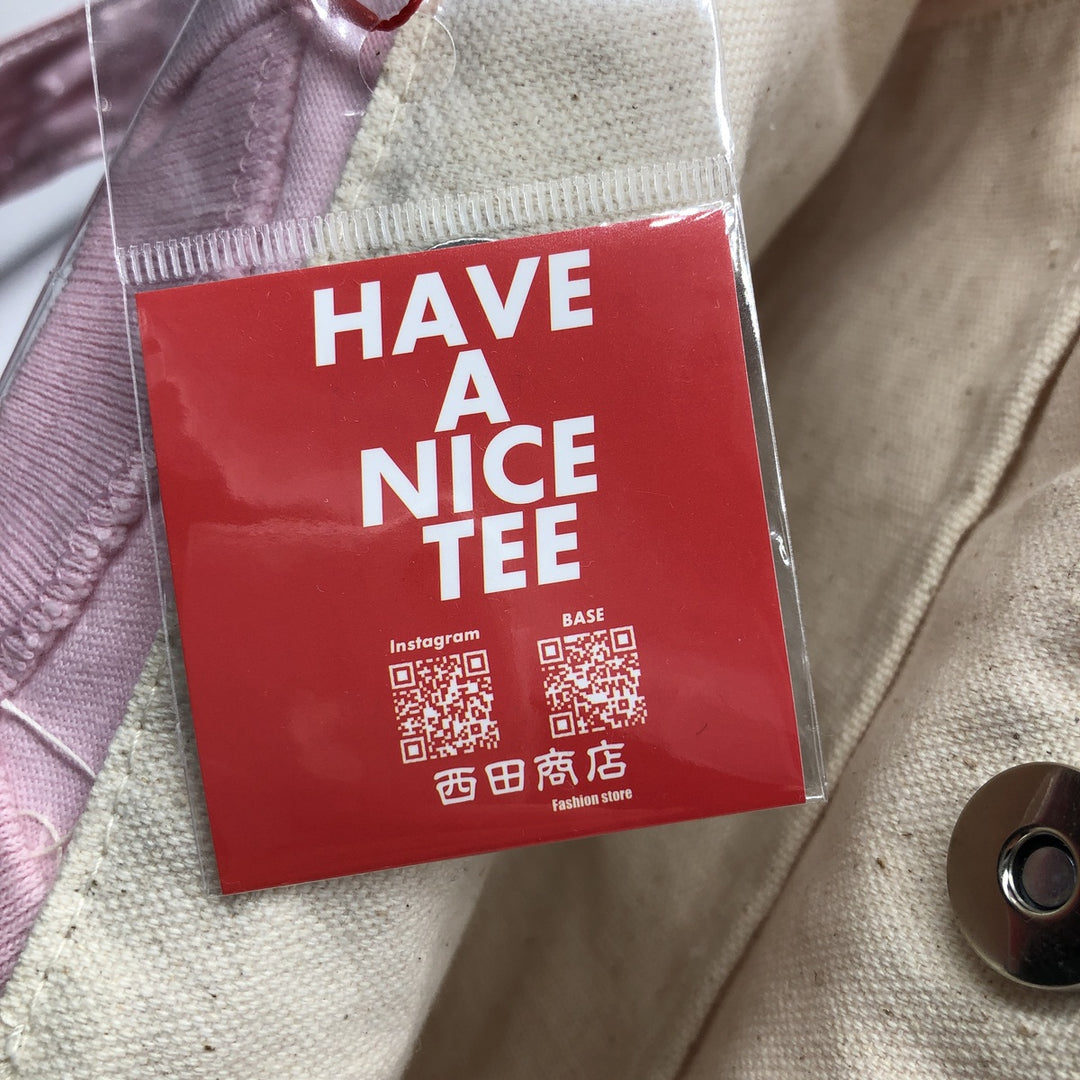 HAVE
A
NICE
TEE
Instagram
BASE
西田商店
Fashion store